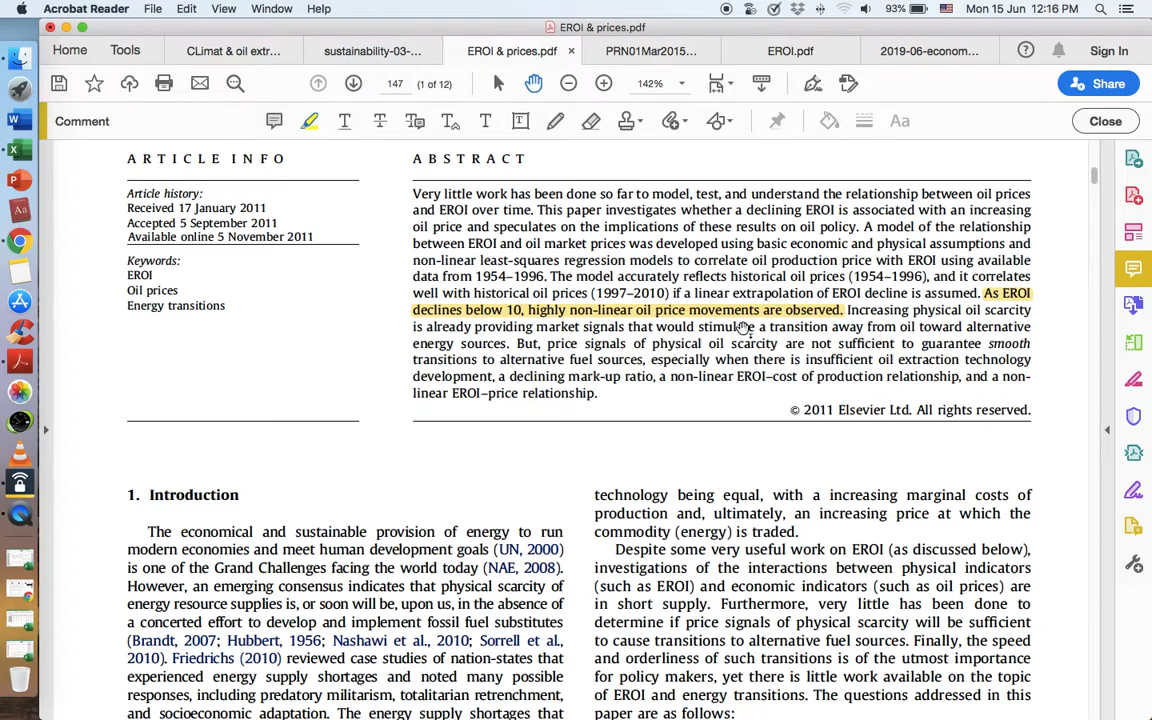 Acrobat Reader File Edit View Window Help 93% Mon 15 Jun 12:16 PM
EROI & prices.pdf
Home Tools CLimat & oil extr... sustainability-03-... EROI & prices.pdf × PRN01Mar2015... EROI.pdf 2019-06-econom... Sign In
147 (1 of 12) 142% Share
Comment Aa Close
ARTICLE INFO
Article history:
Received 17 January 2011
Accepted 5 September 2011
Available online 5 November 2011
Keywords:
EROI
Oil prices
Energy transitions
ABSTRACT
Very little work has been done so far to model, test, and understand the relationship between oil prices
and EROI over time. This paper investigates whether a declining EROI is associated with an increasing
oil price and speculates on the implications of these results on oil policy. A model of the relationship
between EROI and oil market prices was developed using basic economic and physical assumptions and
non-linear least-squares regression models to correlate oil production price with EROI using available
data from 1954–1996. The model accurately reflects historical oil prices (1954–1996), and it correlates
well with historical oil prices (1997–2010) if a linear extrapolation of EROI decline is assumed. As EROI
declines below 10, highly non-linear oil price movements are observed. Increasing physical oil scarcity
is already providing market signals that would stimulate a transition away from oil toward alternative
energy sources. But, price signals of physical oil scarcity are not sufficient to guarantee smooth
transitions to alternative fuel sources, especially when there is insufficient oil extraction technology
development, a declining mark-up ratio, a non-linear EROI–cost of production relationship, and a non-
linear EROI–price relationship.
© 2011 Elsevier Ltd. All rights reserved.
1. Introduction
The economical and sustainable provision of energy to run
modern economies and meet human development goals (UN, 2000)
is one of the Grand Challenges facing the world today (NAE, 2008).
However, an emerging consensus indicates that physical scarcity of
energy resource supplies is, or soon will be, upon us, in the absence of
a concerted effort to develop and implement fossil fuel substitutes
(Brandt, 2007; Hubbert, 1956; Nashawi et al., 2010; Sorrell et al.,
2010). Friedrichs (2010) reviewed case studies of nation-states that
experienced energy supply shortages and noted many possible
responses, including predatory militarism, totalitarian retrenchment,
and socioeconomic adaptation. The energy supply shortages that
technology being equal, with a increasing marginal costs of
production and, ultimately, an increasing price at which the
commodity (energy) is traded.
Despite some very useful work on EROI (as discussed below),
investigations of the interactions between physical indicators
(such as EROI) and economic indicators (such as oil prices) are
in short supply. Furthermore, very little has been done to
determine if price signals of physical scarcity will be sufficient
to cause transitions to alternative fuel sources. Finally, the speed
and orderliness of such transitions is of the utmost importance
for policy makers, yet there is little work available on the topic
of EROI and energy transitions. The questions addressed in this
paper are as follows: